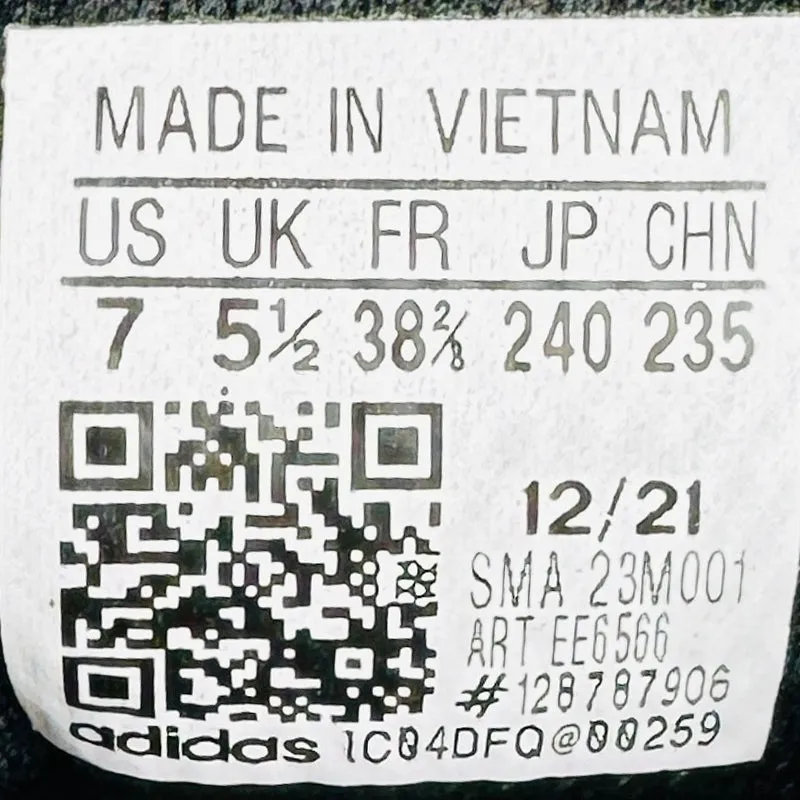 MADE IN VIETNAM
US UK FR JP CHN
7 5½ 38⅔ 240 235
12/21
SMA 23M001
ART EE6566
#128787906
adidas 1C04DFQ@00259